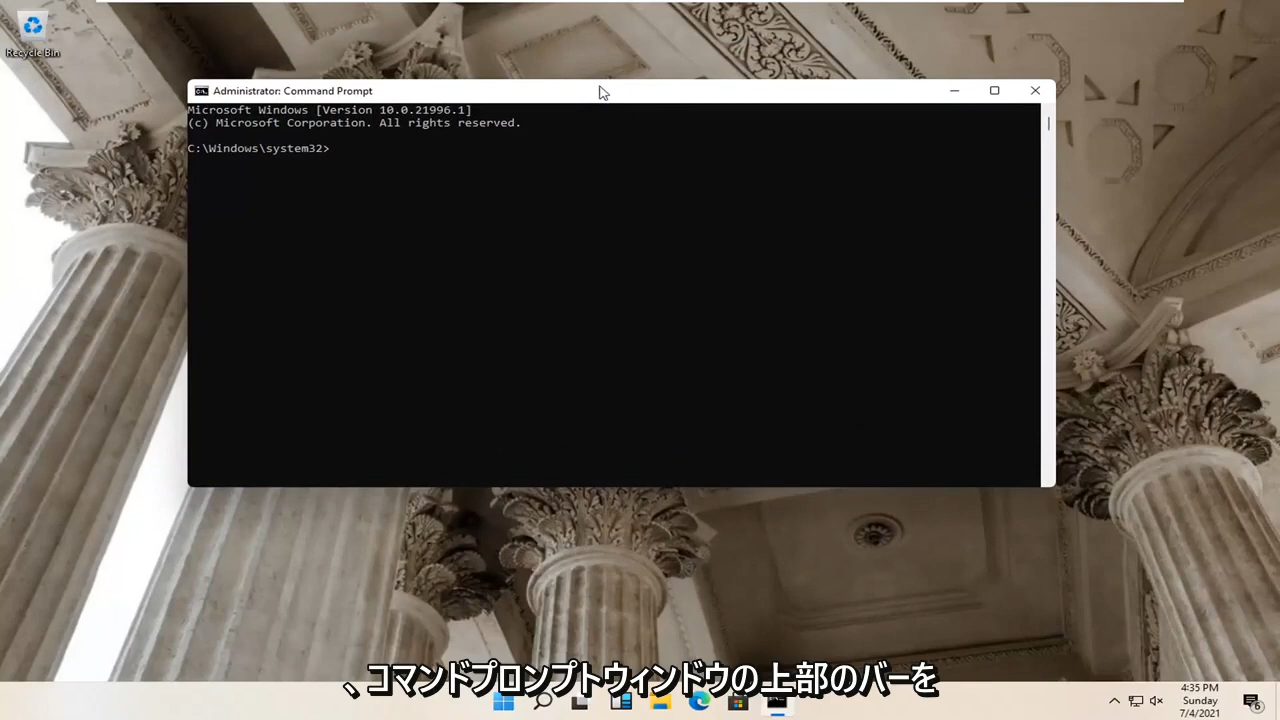 Recycle Bin
Administrator: Command Prompt
Microsoft Windows [Version 10.0.21996.1]
(c) Microsoft Corporation. All rights reserved.
C:\Windows\system32>
、コマンドプロンプトウィンドウの上部のバーを
4:35 PM
Sunday
7/4/2021
6